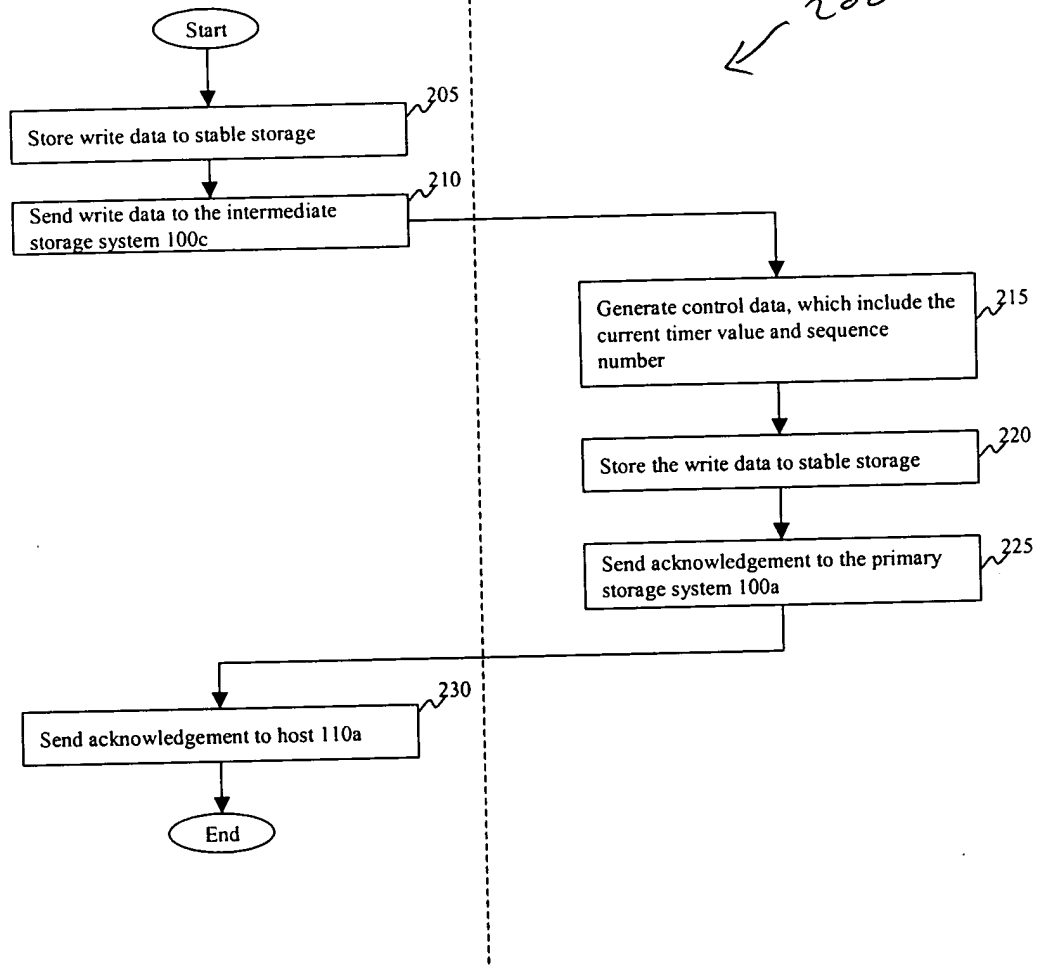 Start
205
Store write data to stable storage
210
Send write data to the intermediate
storage system 100c
Generate control data, which include the
current timer value and sequence
number
215
Store the write data to stable storage
220
Send acknowledgement to the primary
storage system 100a
225
230
Send acknowledgement to host 110a
End